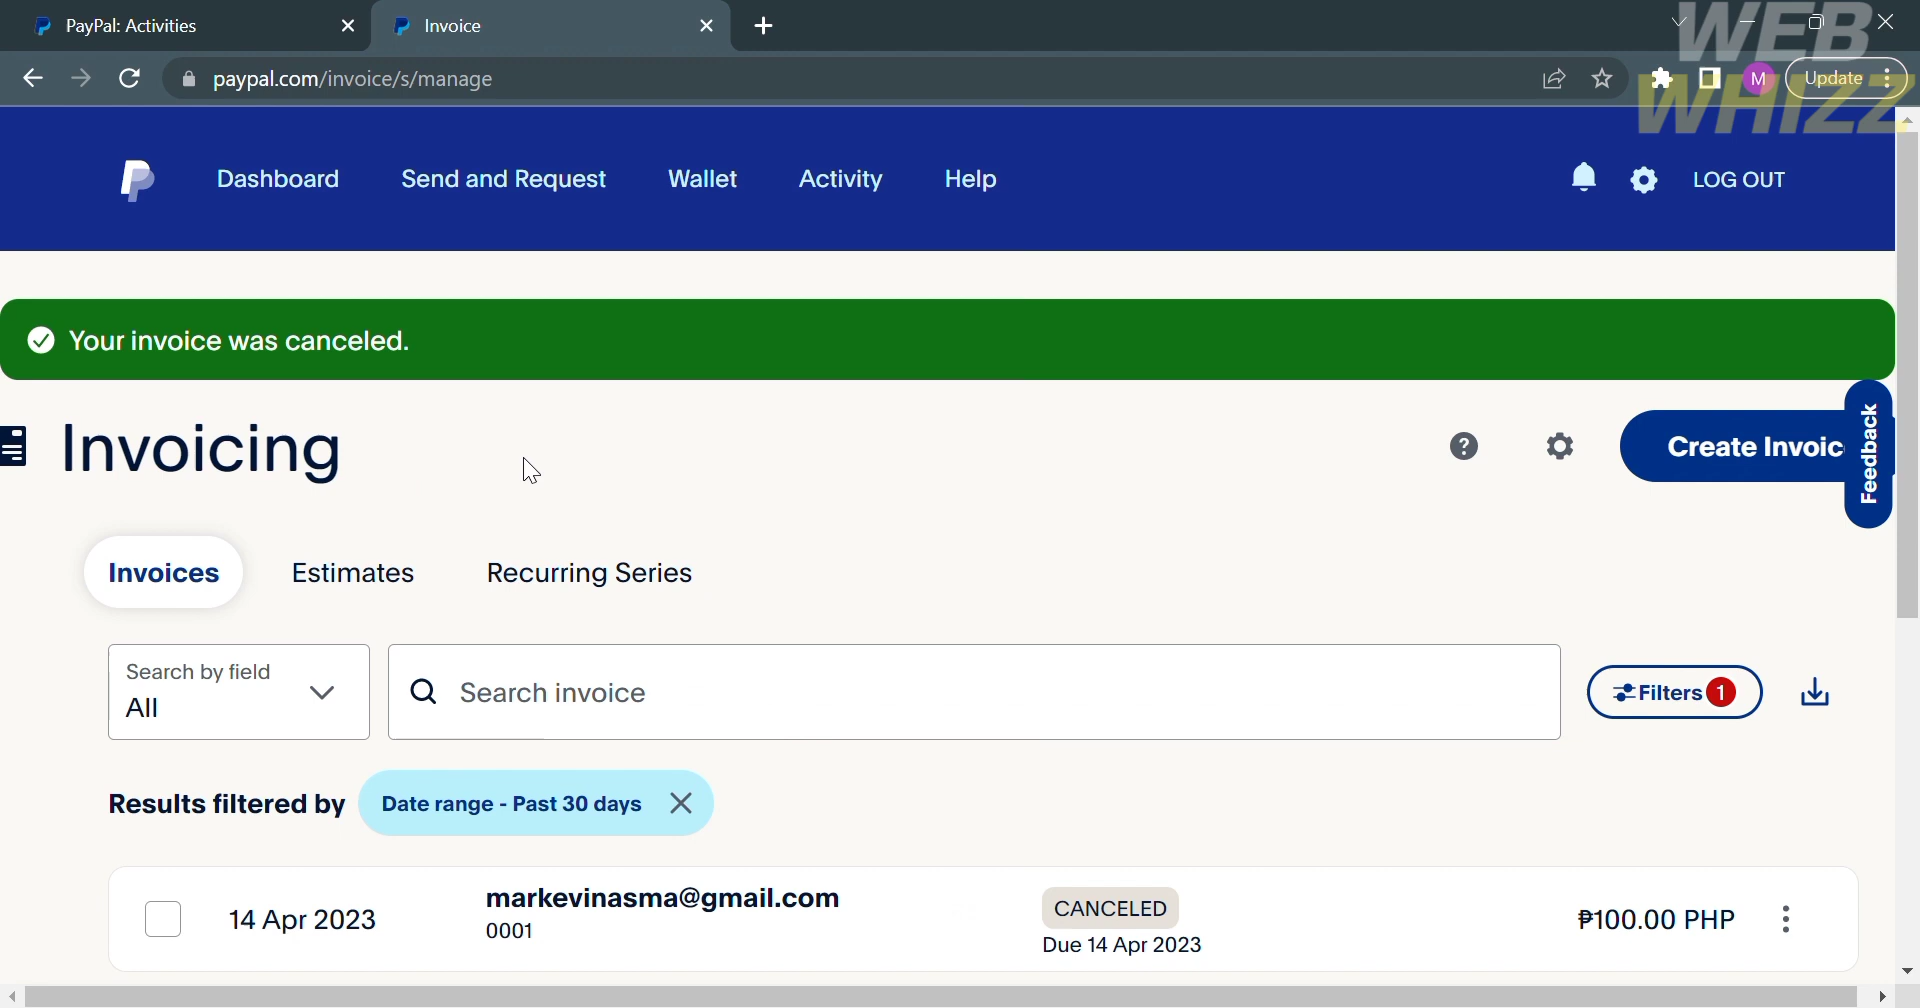 PayPal: Activities
Invoice
WEB
WHIZZ
paypal.com/invoice/s/manage
M
Update
Dashboard
Send and Request
Wallet
Activity
Help
LOG OUT
Your invoice was canceled.
Invoicing
?
Create Invoic
Feedback
Invoices
Estimates
Recurring Series
Search by field
All
Search invoice
Filters 1
Results filtered by
Date range - Past 30 days
14 Apr 2023
markevinasma@gmail.com
0001
CANCELED
Due 14 Apr 2023
₱100.00 PHP